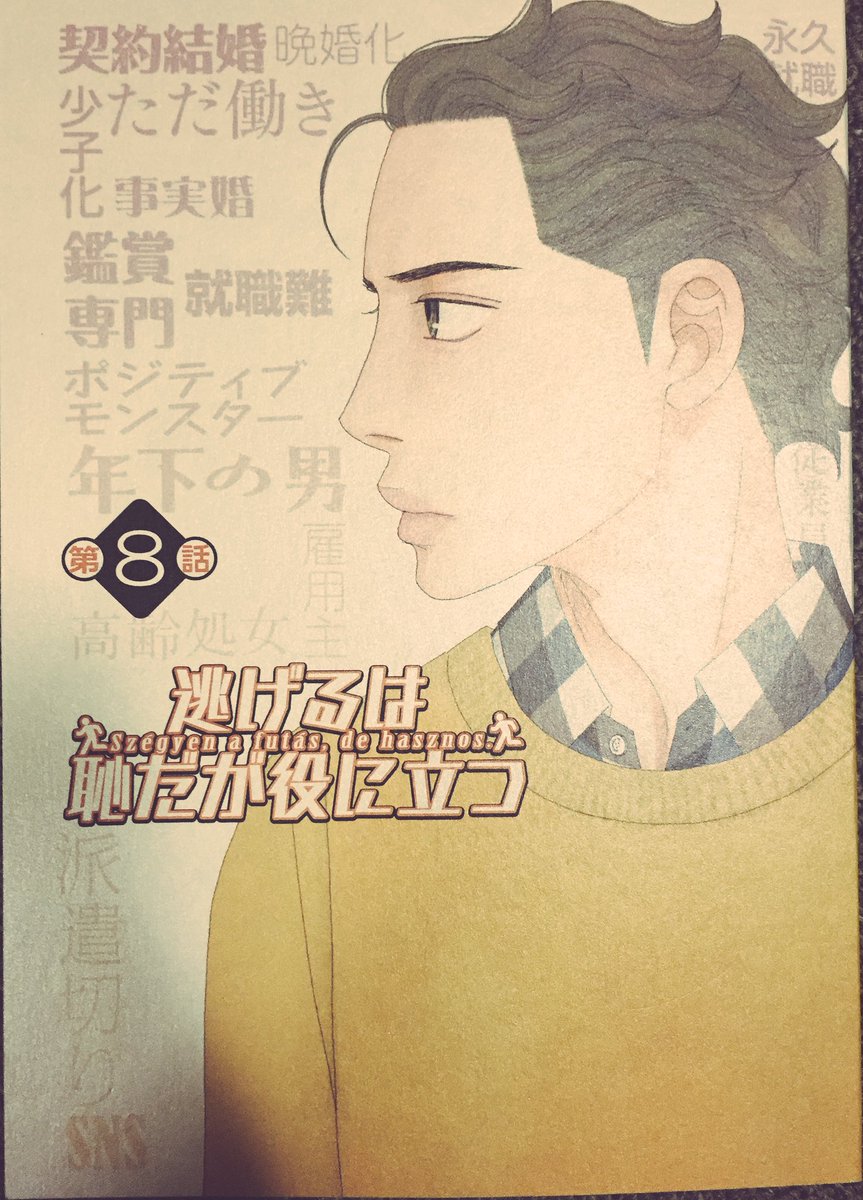 契約結婚
晩婚化
永久
就職
少子化
ただ働き
事実婚
鑑賞
専門
就職難
ポジティブ
モンスター
年下の男
従業員
第8話
雇用主
高齢処女
逃げるは
Szégyen a futás, de hasznos.
恥だが役に立つ
派遣切り
SNS